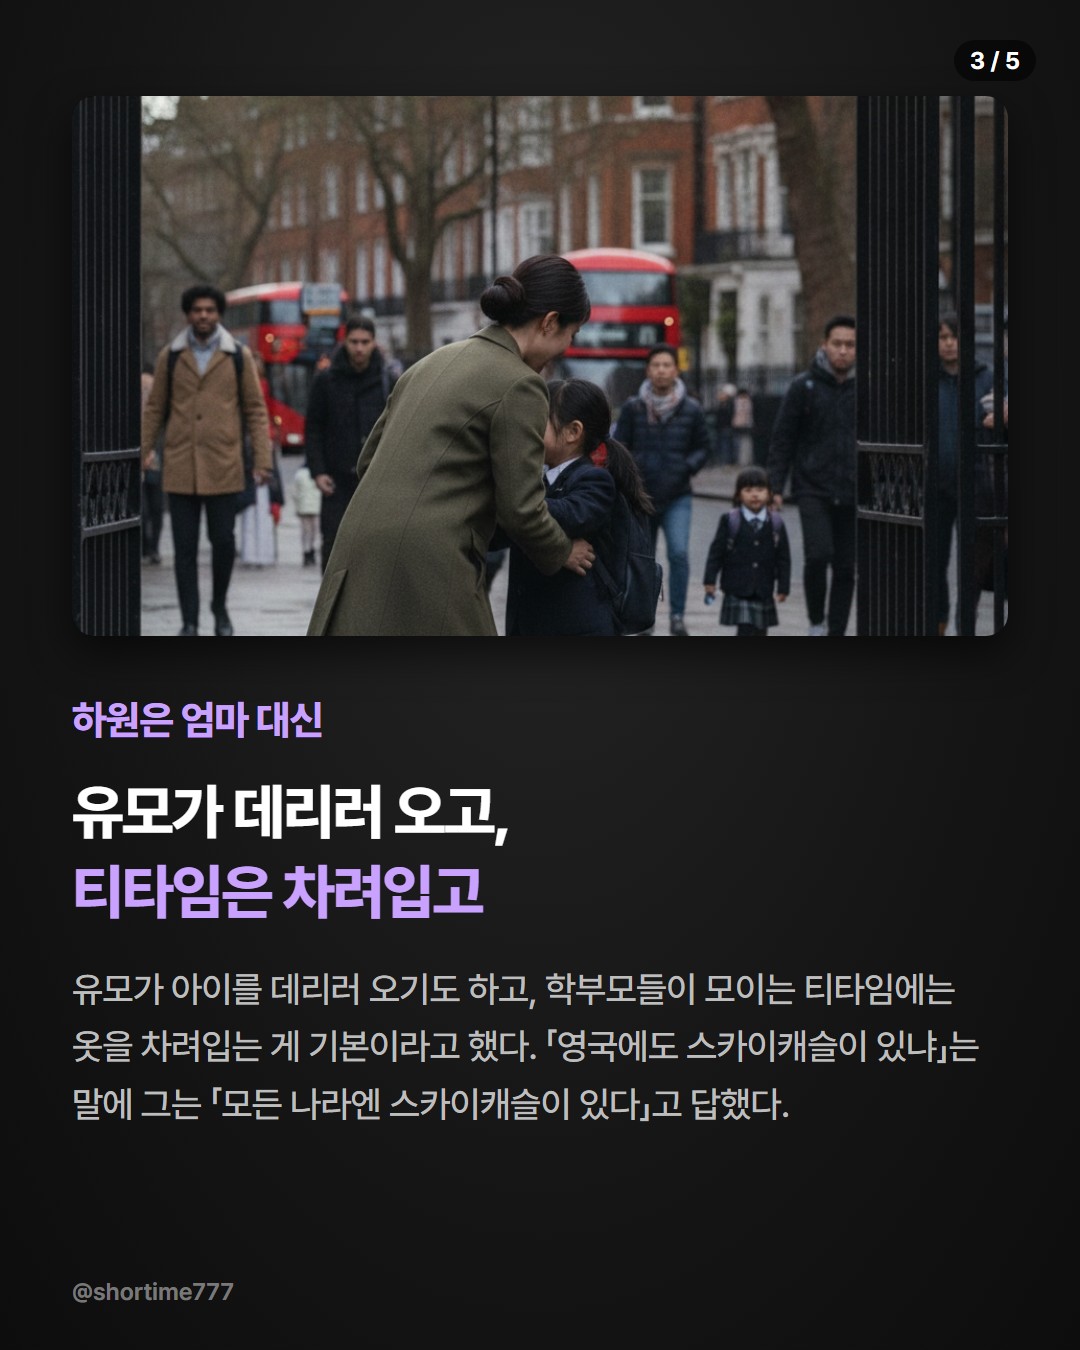 3 / 5
하원은 엄마 대신
유모가 데리러 오고,
티타임은 차려입고
유모가 아이를 데리러 오기도 하고, 학부모들이 모이는 티타임에는
옷을 차려입는 게 기본이라고 했다. 「영국에도 스카이캐슬이 있냐」는
말에 그는 「모든 나라엔 스카이캐슬이 있다」고 답했다.
@shortime777